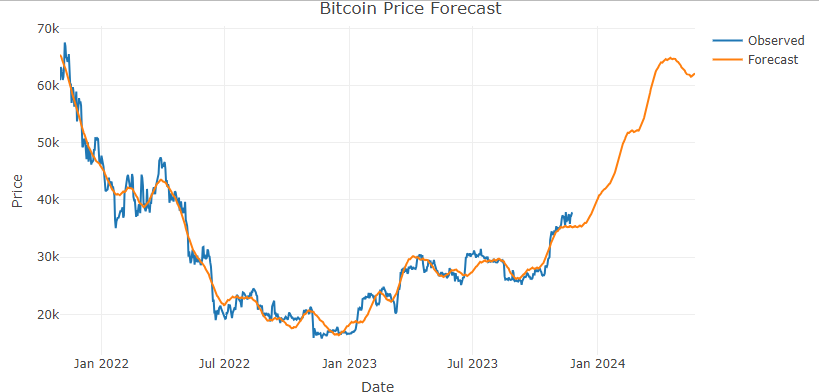 Bitcoin Price Forecast
70k
60k
50k
40k
30k
20k
Price
Jan 2022
Jul 2022
Jan 2023
Jul 2023
Jan 2024
Date
Observed
Forecast